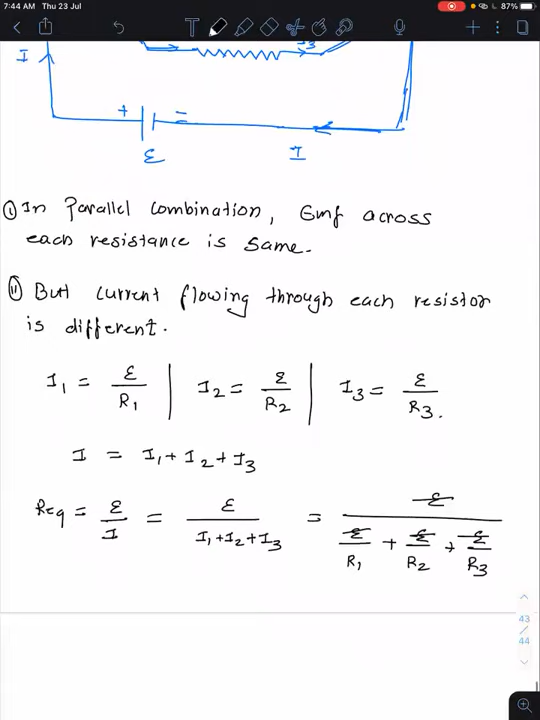 7:44 AM Thu 23 Jul
87%
I
I3
+
=
ε
I
(i) In Parallel combination, Emf across
each resistance is same.
(ii) But current flowing through each resistor
is different.
I1 = ε/R1 | I2 = ε/R2 | I3 = ε/R3.
I = I1 + I2 + I3
Req = ε/I = ε/(I1+I2+I3) = ε/(ε/R1 + ε/R2 + ε/R3)
43
/
44